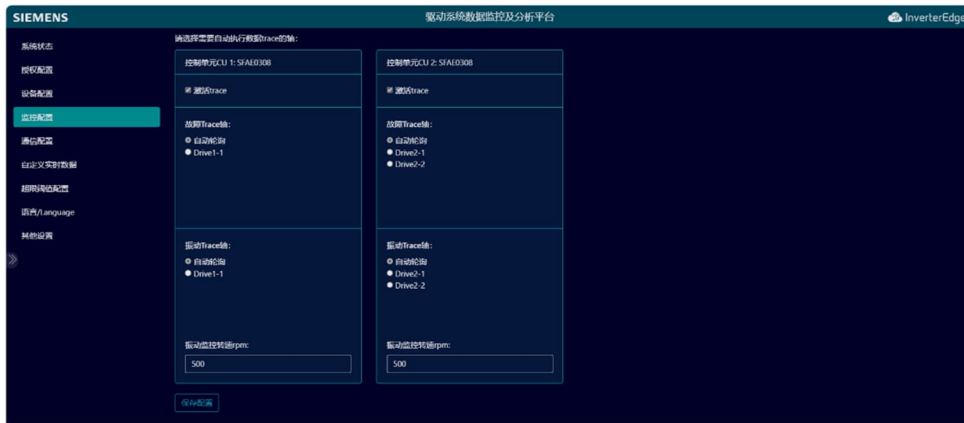 SIEMENS
驱动系统数据监控及分析平台
InverterEdge
系统状态
授权配置
设备配置
监控配置
通信配置
自定义实时数据
超限阈值配置
语言/Language
其他设置
请选择需要自动执行数据trace的轴:
控制单元CU 1: SFAE0308
激活trace
故障Trace轴:
自动轮询
Drive1-1
振动Trace轴:
自动轮询
Drive1-1
振动监控转速rpm:
500
控制单元CU 2: SFAE0308
激活trace
故障Trace轴:
自动轮询
Drive2-1
Drive2-2
振动Trace轴:
自动轮询
Drive2-1
Drive2-2
振动监控转速rpm:
500
保存配置